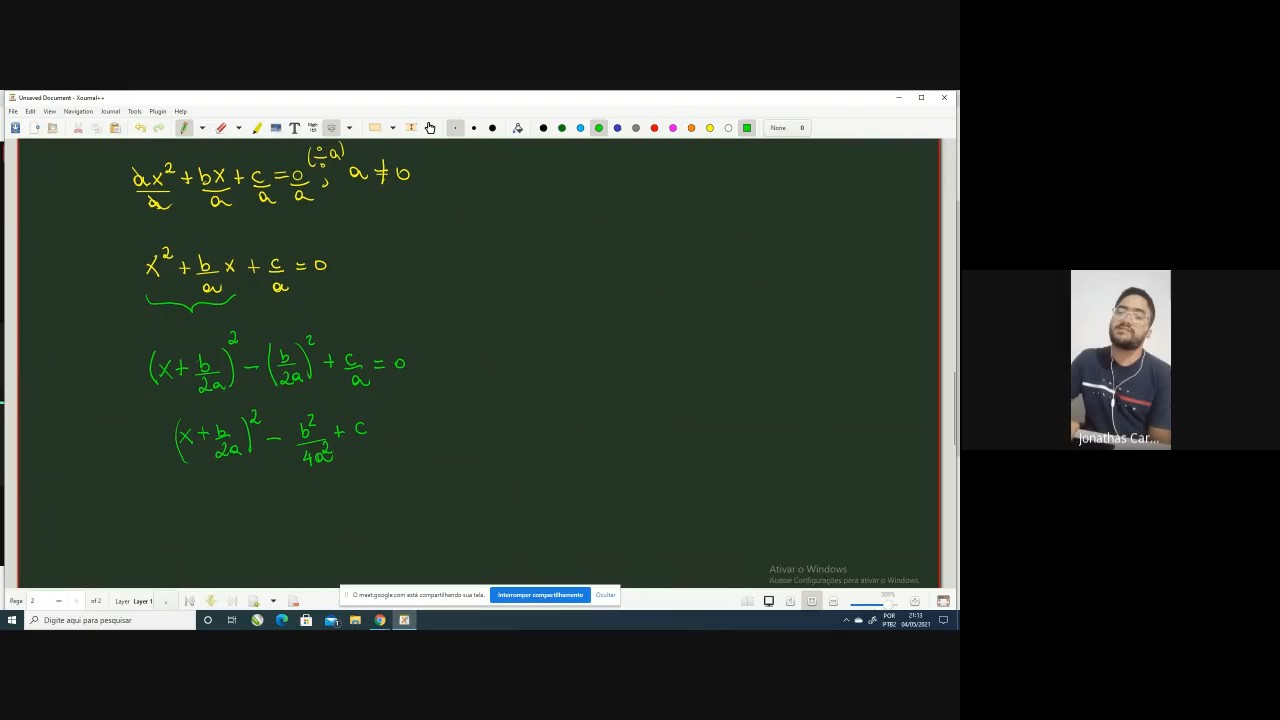 Unsaved Document - Xournal++
File Edit View Navigation Journal Tools Plugin Help
None 0
ax²/a + bx/a + c/a = 0/a (÷a) ; a ≠ 0
x² + b/a x + c/a = 0
(x + b/2a)² - (b/2a)² + c/a = 0
(x + b/2a)² - b²/4a² + c
Jonathas Car...
Ativar o Windows
Acesse Configurações para ativar o Windows.
Page 2 of 2 Layer Layer 1
O meet.google.com está compartilhando sua tela. Interromper compartilhamento Ocultar
309%
Digite aqui para pesquisar
POR 21:13
PTB2 04/05/2021